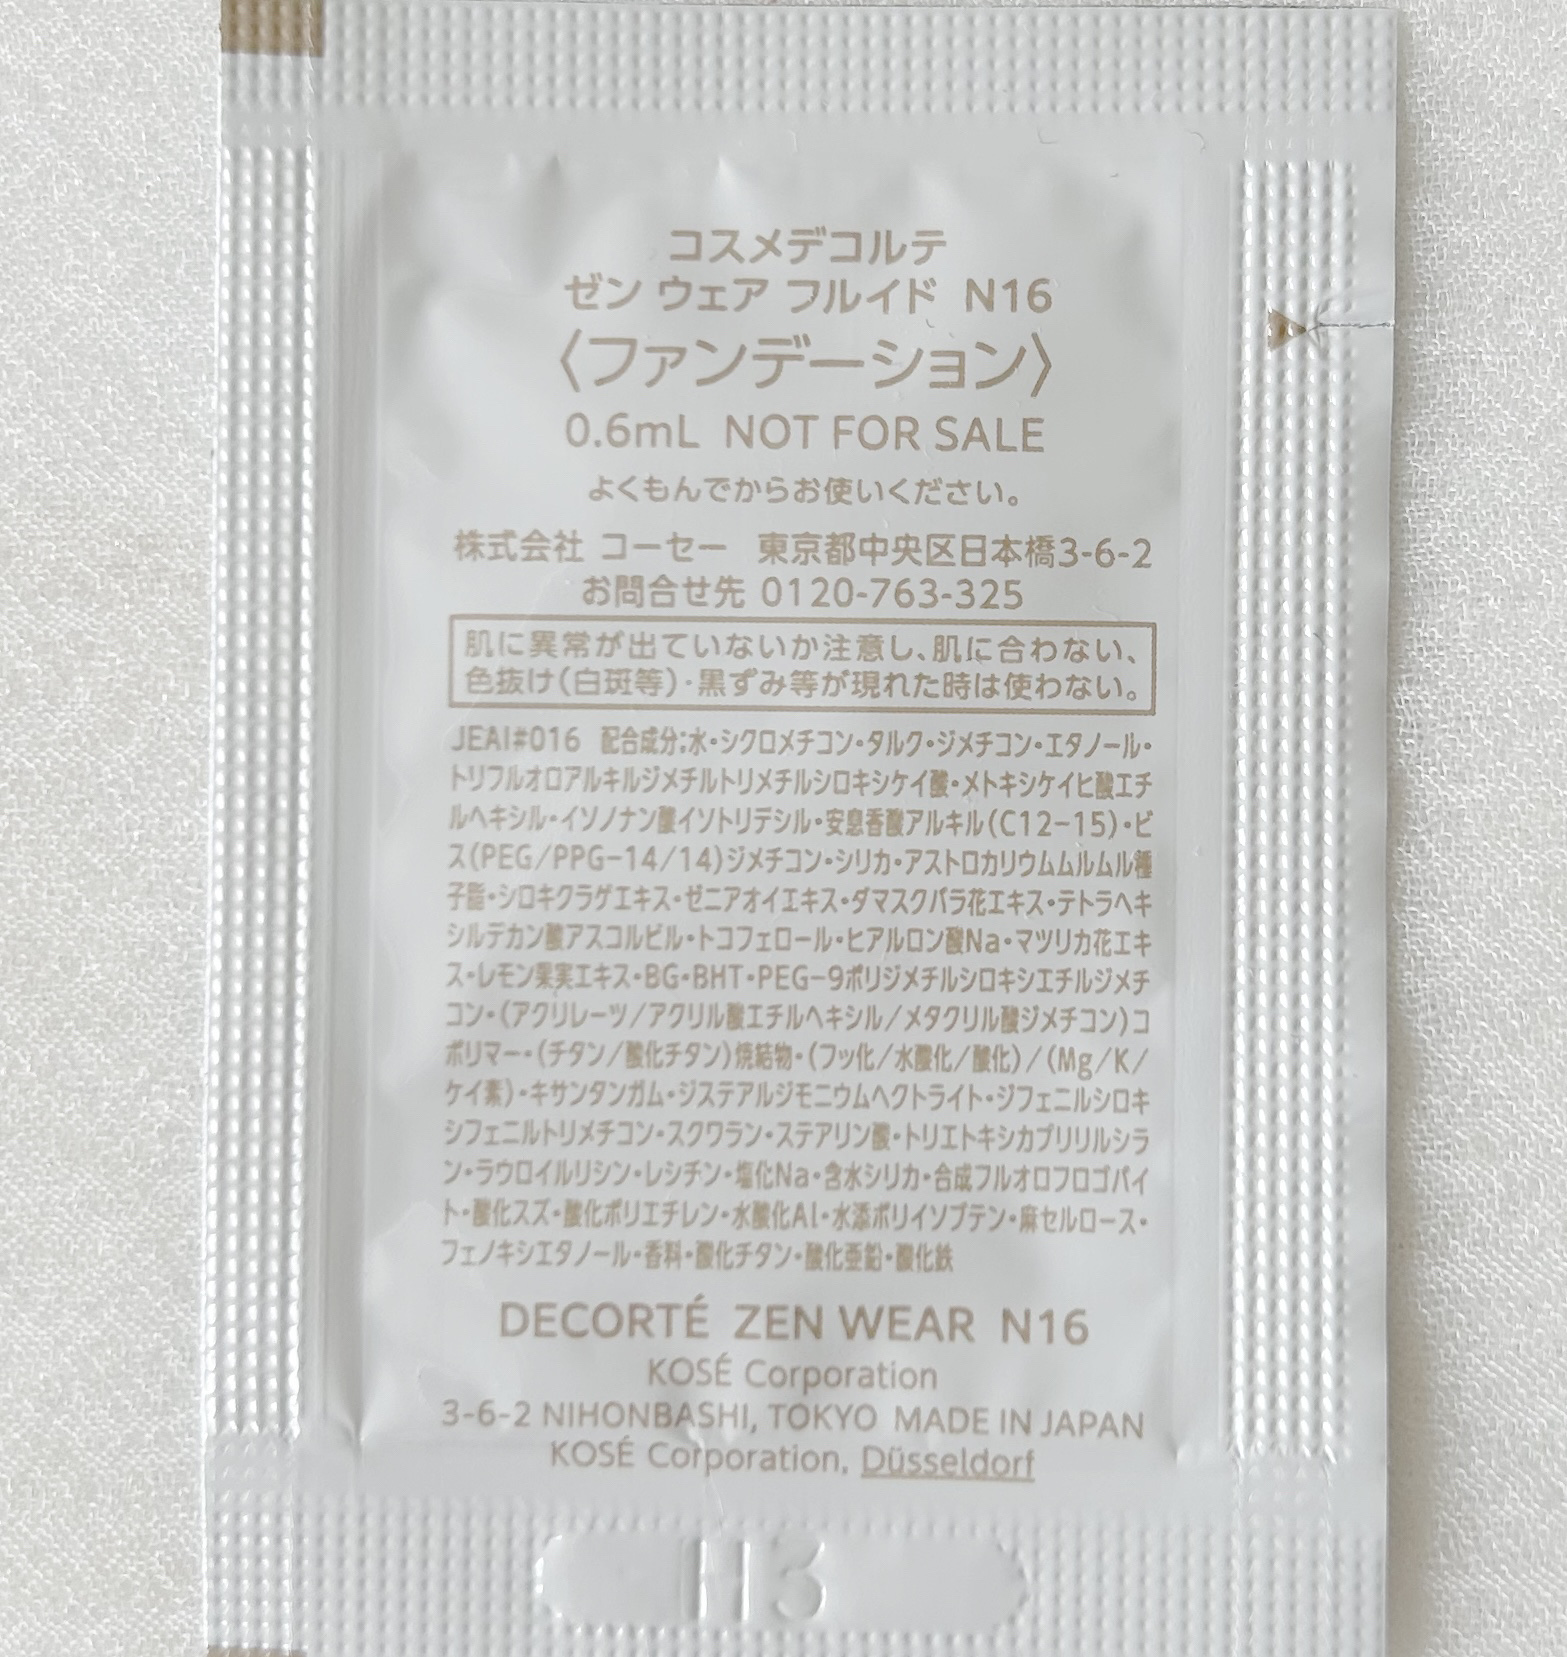 コスメデコルテ
ゼン ウェア フルイド N16
〈ファンデーション〉
0.6mL NOT FOR SALE
よくもんでからお使いください。
株式会社 コーセー 東京都中央区日本橋3-6-2
お問合せ先 0120-763-325
肌に異常が出ていないか注意し、肌に合わない、
色抜け(白斑等)・黒ずみ等が現れた時は使わない。
JEAI#016 配合成分:水・シクロメチコン・タルク・ジメチコン・エタノール・
トリフルオロアルキルジメチルトリメチルシロキシケイ酸・メトキシケイヒ酸エチ
ルヘキシル・イソノナン酸イソトリデシル・安息香酸アルキル(C12-15)・ビ
ス(PEG/PPG-14/14)ジメチコン・シリカ・アストロカリウムムルムル種
子脂・シロキクラゲエキス・ゼニアオイエキス・ダマスクバラ花エキス・テトラヘキ
シルデカン酸アスコルビル・トコフェロール・ヒアルロン酸Na・マツリカ花エキ
ス・レモン果実エキス・BG・BHT・PEG-9ポリジメチルシロキシエチルジメチ
コン・(アクリレーツ/アクリル酸エチルヘキシル/メタクリル酸ジメチコン)コ
ポリマー・(チタン/酸化チタン)焼結物・(フッ化/水酸化/酸化)/(Mg/K/
ケイ素)・キサンタンガム・ジステアルジモニウムヘクトライト・ジフェニルシロキ
シフェニルトリメチコン・スクワラン・ステアリン酸・トリエトキシカプリリルシラ
ン・ラウロイルリシン・レシチン・塩化Na・含水シリカ・合成フルオロフロゴパイ
ト・酸化スズ・酸化ポリエチレン・水酸化Al・水添ポリイソブテン・麻セルロース・
フェノキシエタノール・香料・酸化チタン・酸化亜鉛・酸化鉄
DECORTÉ ZEN WEAR N16
KOSÉ Corporation
3-6-2 NIHONBASHI, TOKYO MADE IN JAPAN
KOSÉ Corporation, Düsseldorf